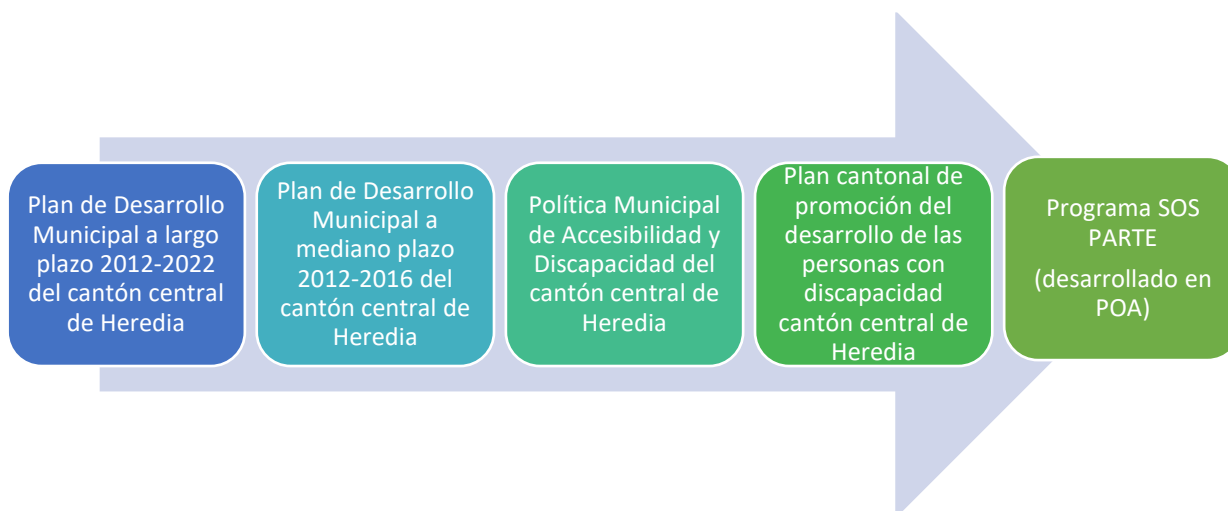 Plan de Desarrollo
Municipal a largo
plazo 2012-2022
del cantón central
de Heredia
Plan de Desarrollo
Municipal a
mediano plazo
2012-2016 del
cantón central de
Heredia
Política Municipal
de Accesibilidad y
Discapacidad del
cantón central de
Heredia
Plan cantonal de
promoción del
desarrollo de las
personas con
discapacidad
cantón central de
Heredia
Programa SOS
PARTE
(desarrollado en
POA)